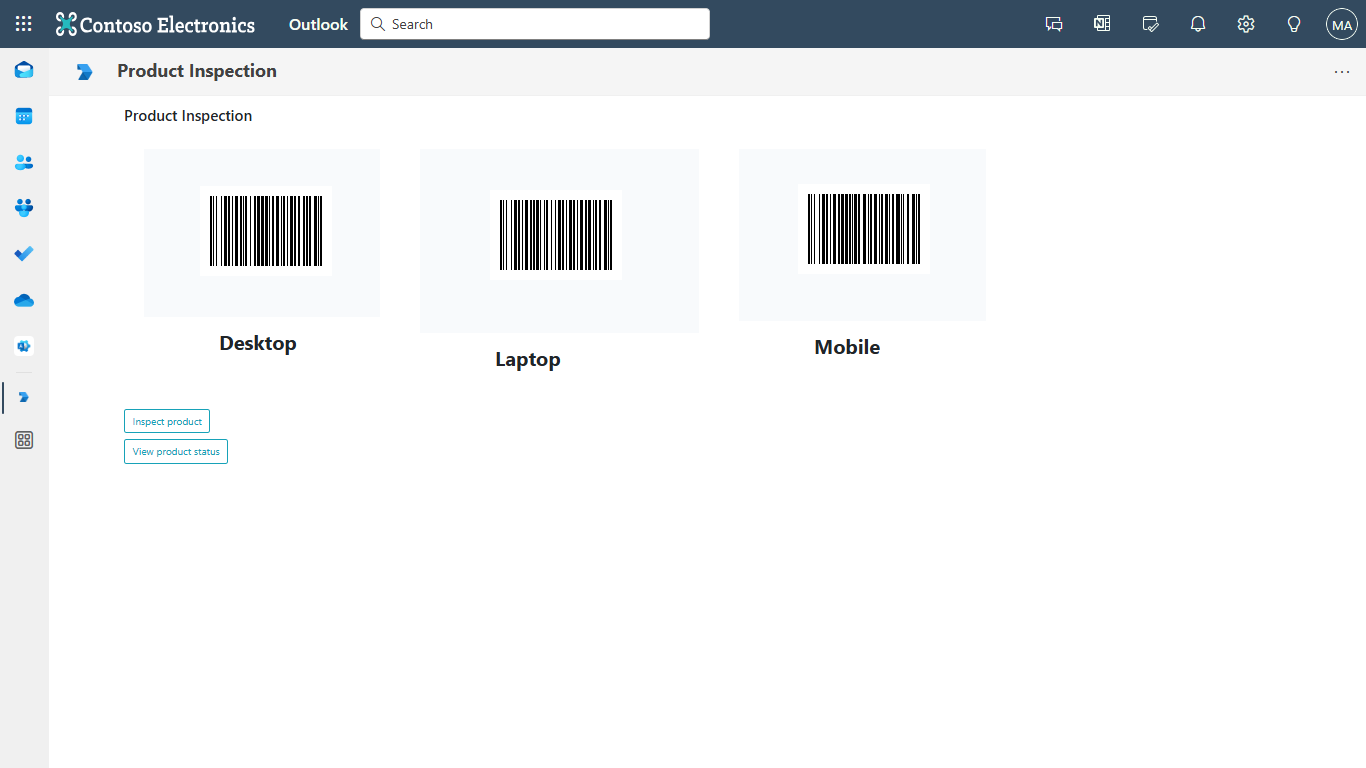 Contoso Electronics
Outlook
Search
MA
Product Inspection
Product Inspection
Desktop
Laptop
Mobile
Inspect product
View product status